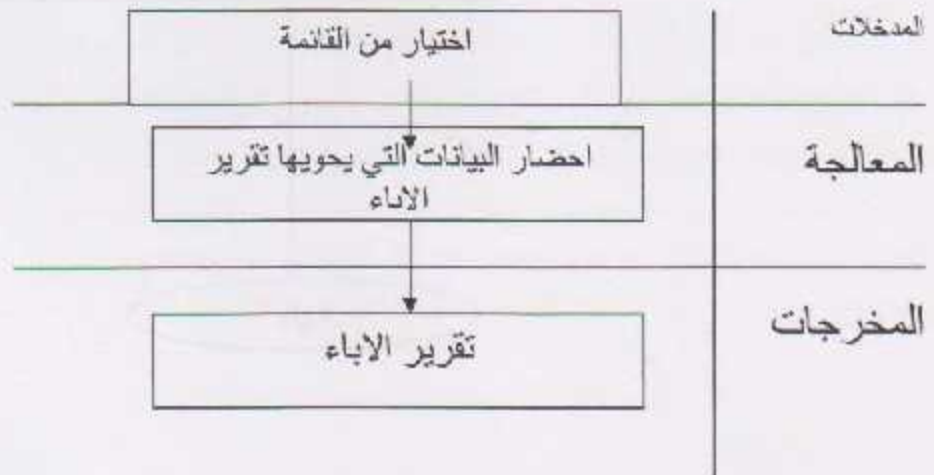 المدخلات
اختيار من القائمة
المعالجة
احضار البيانات التي يحويها تقرير
الاباء
المخرجات
تقرير الاباء